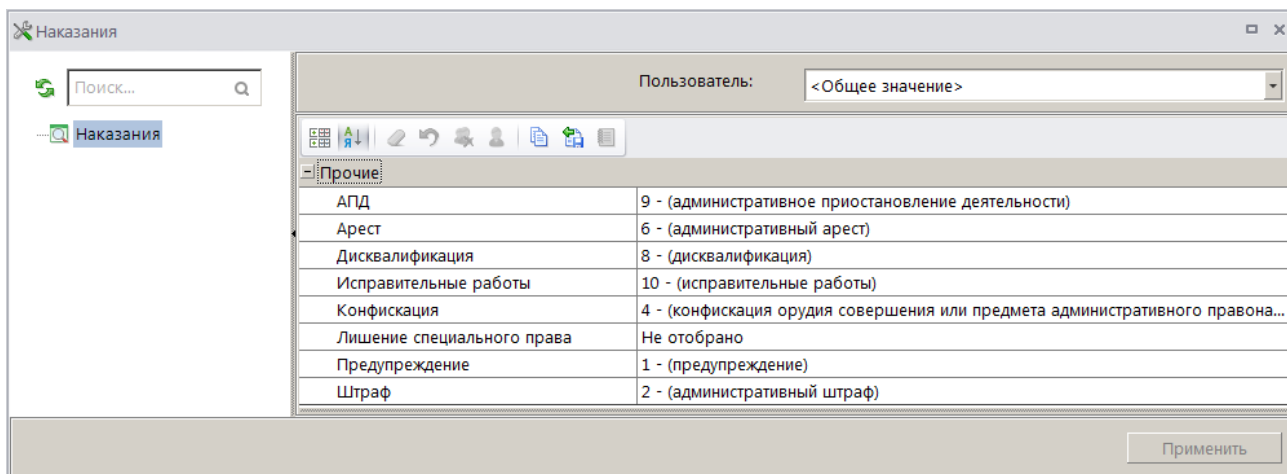 Наказания
Поиск...
Наказания
Пользователь:
<Общее значение>
Прочие
АПД 9 - (административное приостановление деятельности)
Арест 6 - (административный арест)
Дисквалификация 8 - (дисквалификация)
Исправительные работы 10 - (исправительные работы)
Конфискация 4 - (конфискация орудия совершения или предмета административного правона...
Лишение специального права Не отобрано
Предупреждение 1 - (предупреждение)
Штраф 2 - (административный штраф)
Применить